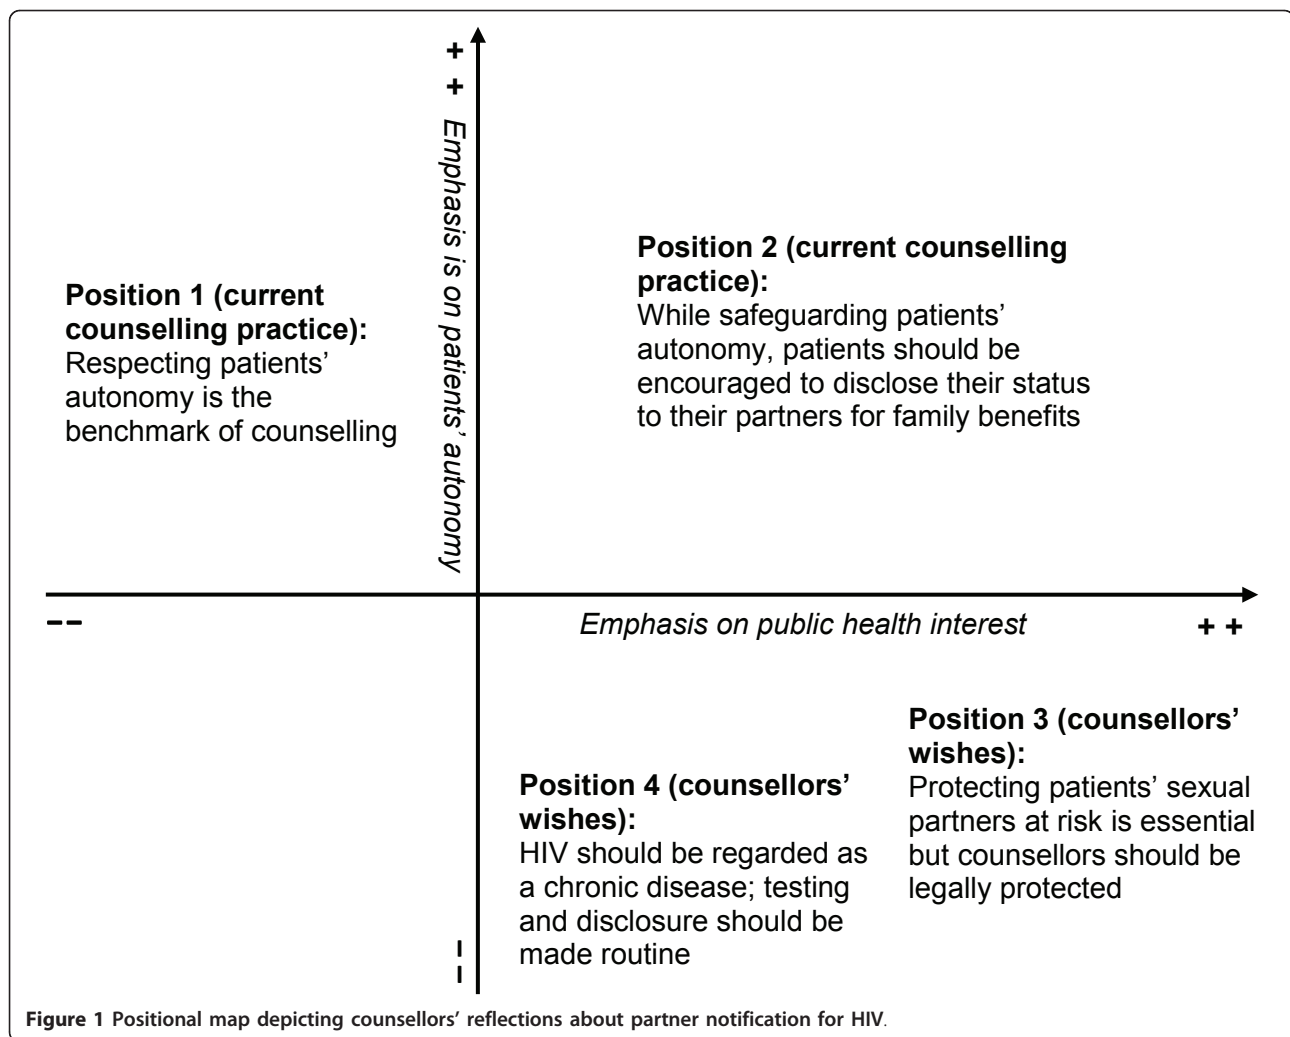 +
+
Emphasis is on patients’ autonomy
Position 1 (current
counselling practice):
Respecting patients’
autonomy is the
benchmark of counselling
Position 2 (current counselling
practice):
While safeguarding patients’
autonomy, patients should be
encouraged to disclose their status
to their partners for family benefits
−−
Emphasis on public health interest
+ +
Position 4 (counsellors’
wishes):
HIV should be regarded as
a chronic disease; testing
and disclosure should be
made routine
Position 3 (counsellors’
wishes):
Protecting patients’ sexual
partners at risk is essential
but counsellors should be
legally protected
−−
Figure 1 Positional map depicting counsellors’ reflections about partner notification for HIV.